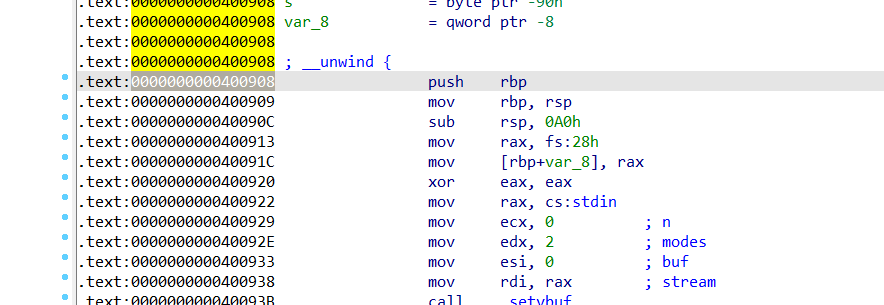 .text:0000000000400908 s = byte ptr -90h
.text:0000000000400908 var_8 = qword ptr -8
.text:0000000000400908
.text:0000000000400908 ; __unwind {
.text:0000000000400908 push rbp
.text:0000000000400909 mov rbp, rsp
.text:000000000040090C sub rsp, 0A0h
.text:0000000000400913 mov rax, fs:28h
.text:000000000040091C mov [rbp+var_8], rax
.text:0000000000400920 xor eax, eax
.text:0000000000400922 mov rax, cs:stdin
.text:0000000000400929 mov ecx, 0 ; n
.text:000000000040092E mov edx, 2 ; modes
.text:0000000000400933 mov esi, 0 ; buf
.text:0000000000400938 mov rdi, rax ; stream
.text:000000000040093B call _setvbuf